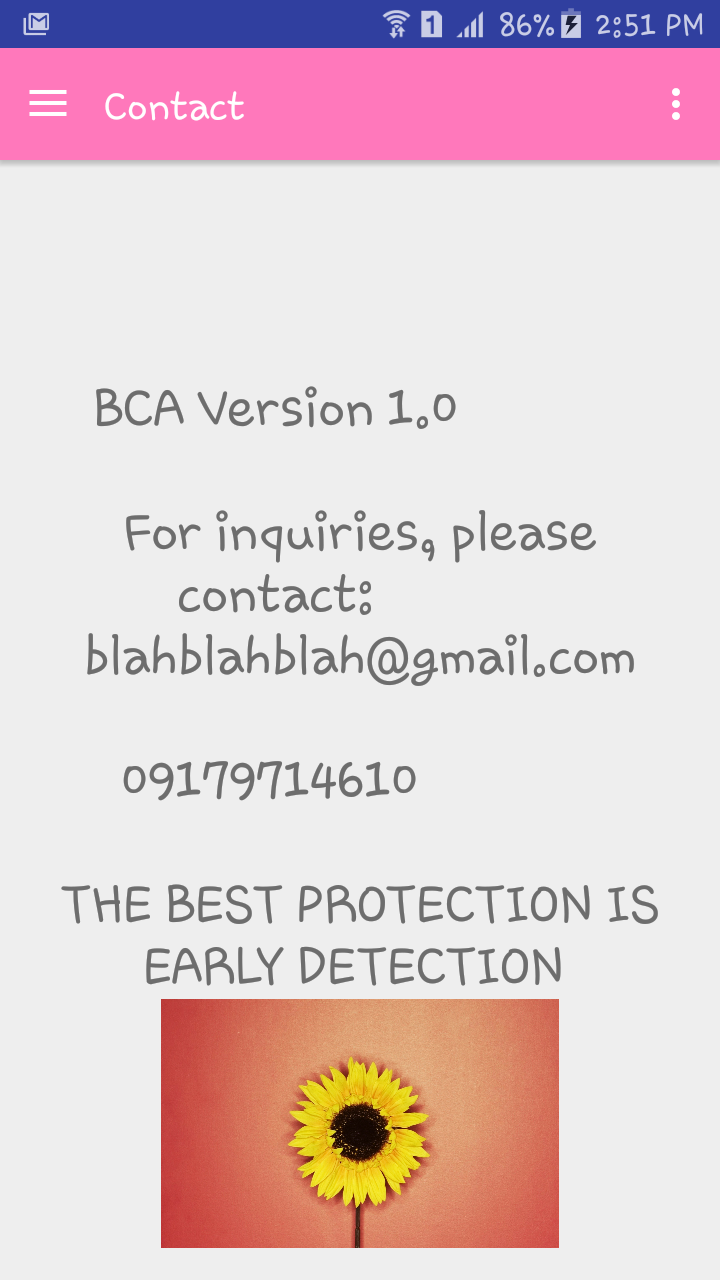 1 86% 2:51 PM
Contact
BCA Version 1.0
For inquiries, please
contact:
blahblahblah@gmail.com
09179714610
THE BEST PROTECTION IS
EARLY DETECTION